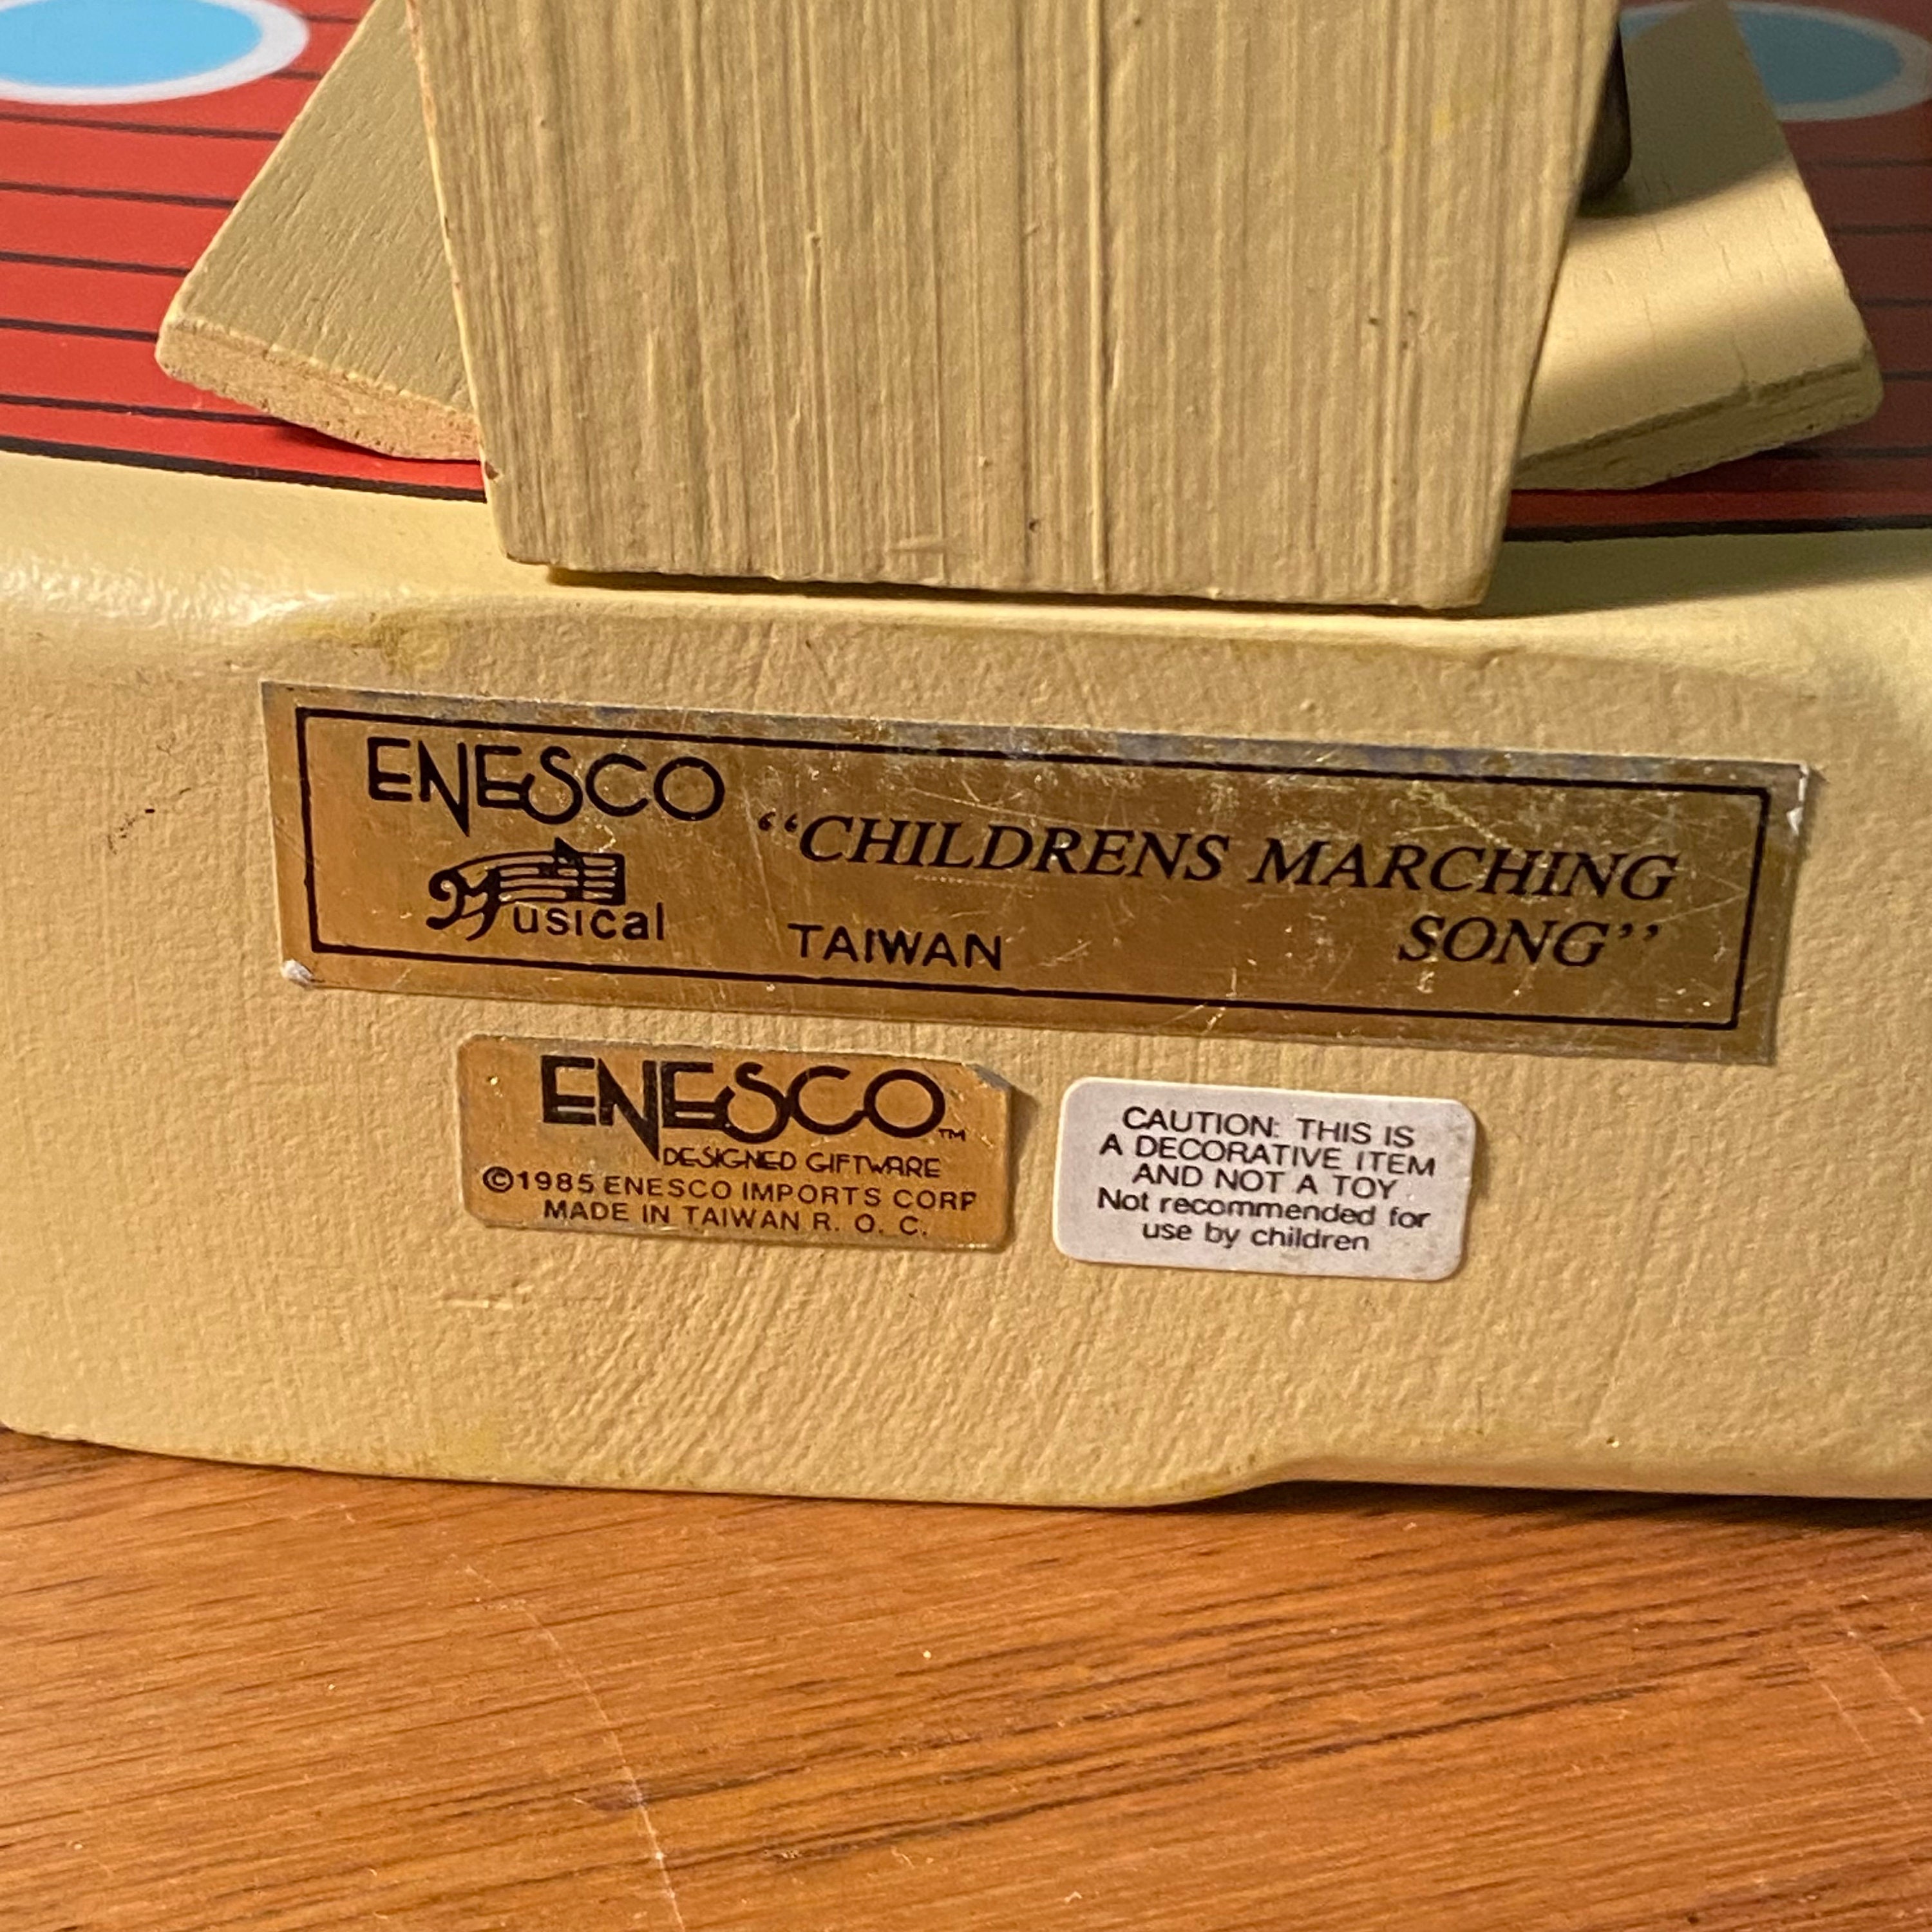 ENESCO
Musical
“CHILDRENS MARCHING
SONG”
TAIWAN
ENESCO™
DESIGNED GIFTWARE
©1985 ENESCO IMPORTS CORP
MADE IN TAIWAN R. O. C.
CAUTION: THIS IS
A DECORATIVE ITEM
AND NOT A TOY
Not recommended for
use by children